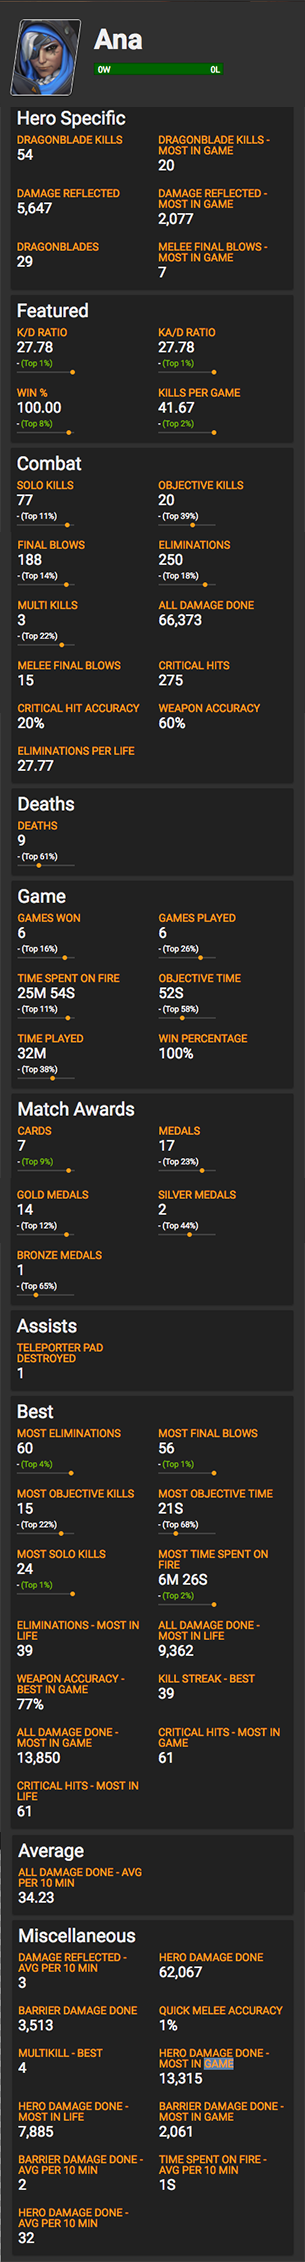 Ana
0W 0L
Hero Specific
DRAGONBLADE KILLS
54
DRAGONBLADE KILLS -
MOST IN GAME
20
DAMAGE REFLECTED
5,647
DAMAGE REFLECTED -
MOST IN GAME
2,077
DRAGONBLADES
29
MELEE FINAL BLOWS -
MOST IN GAME
7
Featured
K/D RATIO
27.78
- (Top 1%)
KA/D RATIO
27.78
- (Top 1%)
WIN %
100.00
- (Top 8%)
KILLS PER GAME
41.67
- (Top 2%)
Combat
SOLO KILLS
77
- (Top 11%)
OBJECTIVE KILLS
20
- (Top 39%)
FINAL BLOWS
188
- (Top 14%)
ELIMINATIONS
250
- (Top 18%)
MULTI KILLS
3
- (Top 22%)
ALL DAMAGE DONE
66,373
MELEE FINAL BLOWS
15
CRITICAL HITS
275
CRITICAL HIT ACCURACY
20%
WEAPON ACCURACY
60%
ELIMINATIONS PER LIFE
27.77
Deaths
DEATHS
9
- (Top 61%)
Game
GAMES WON
6
- (Top 16%)
GAMES PLAYED
6
- (Top 26%)
TIME SPENT ON FIRE
25M 54S
- (Top 11%)
OBJECTIVE TIME
52S
- (Top 58%)
TIME PLAYED
32M
- (Top 38%)
WIN PERCENTAGE
100%
Match Awards
CARDS
7
- (Top 9%)
MEDALS
17
- (Top 23%)
GOLD MEDALS
14
- (Top 12%)
SILVER MEDALS
2
- (Top 44%)
BRONZE MEDALS
1
- (Top 65%)
Assists
TELEPORTER PAD
DESTROYED
1
Best
MOST ELIMINATIONS
60
- (Top 4%)
MOST FINAL BLOWS
56
- (Top 1%)
MOST OBJECTIVE KILLS
15
- (Top 22%)
MOST OBJECTIVE TIME
21S
- (Top 68%)
MOST SOLO KILLS
24
- (Top 1%)
MOST TIME SPENT ON
FIRE
6M 26S
- (Top 2%)
ELIMINATIONS - MOST IN
LIFE
39
ALL DAMAGE DONE -
MOST IN LIFE
9,362
WEAPON ACCURACY -
BEST IN GAME
77%
KILL STREAK - BEST
39
ALL DAMAGE DONE -
MOST IN GAME
13,850
CRITICAL HITS - MOST IN
GAME
61
CRITICAL HITS - MOST IN
LIFE
61
Average
ALL DAMAGE DONE - AVG
PER 10 MIN
34.23
Miscellaneous
DAMAGE REFLECTED -
AVG PER 10 MIN
3
HERO DAMAGE DONE
62,067
BARRIER DAMAGE DONE
3,513
QUICK MELEE ACCURACY
1%
MULTIKILL - BEST
4
HERO DAMAGE DONE -
MOST IN GAME
13,315
HERO DAMAGE DONE -
MOST IN LIFE
7,885
BARRIER DAMAGE DONE -
MOST IN GAME
2,061
BARRIER DAMAGE DONE -
AVG PER 10 MIN
2
TIME SPENT ON FIRE -
AVG PER 10 MIN
1S
HERO DAMAGE DONE -
AVG PER 10 MIN
32